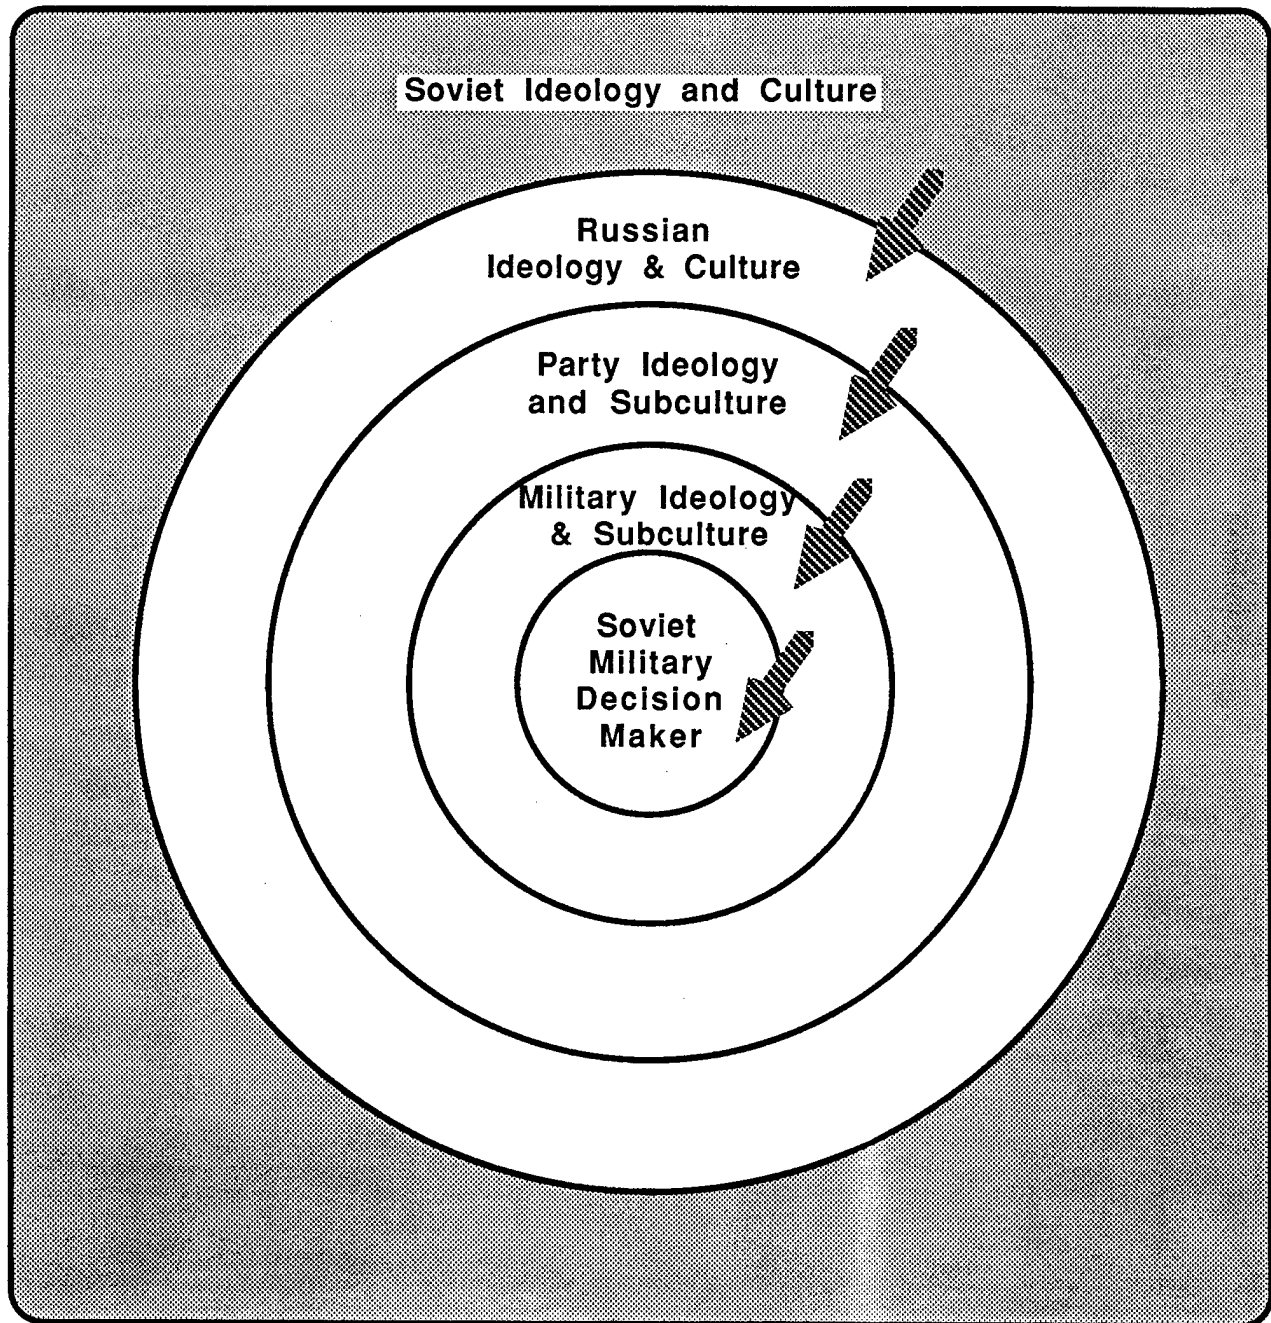 Soviet Ideology and Culture
Russian
Ideology & Culture
Party Ideology
and Subculture
Military Ideology
& Subculture
Soviet
Military
Decision
Maker